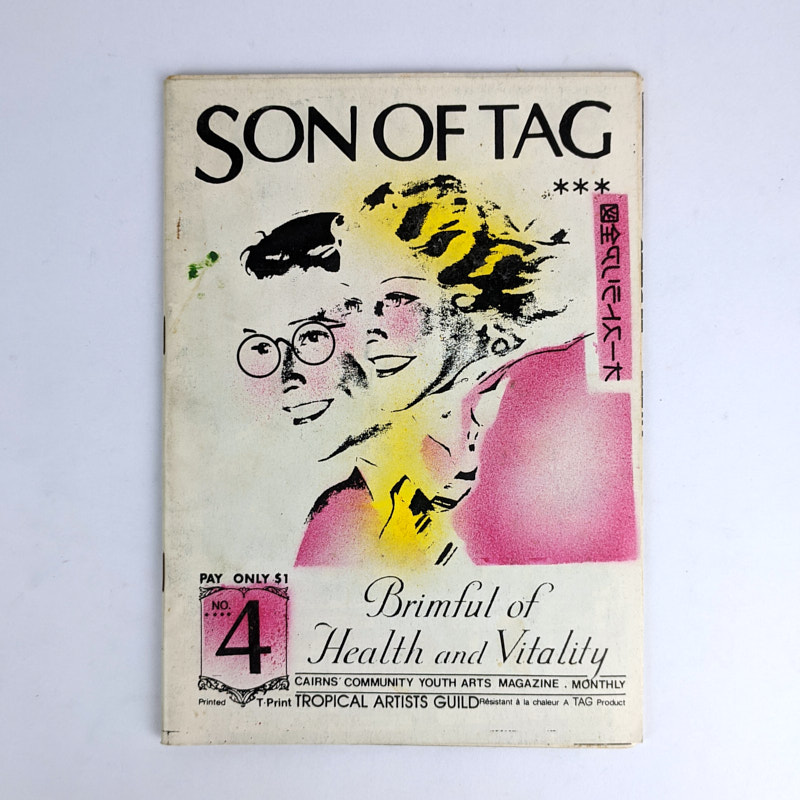 SON OF TAG
***
PAY ONLY $1
NO.
****
4
Brimful of
Health and Vitality
CAIRNS' COMMUNITY YOUTH ARTS MAGAZINE . MONTHLY
Printed T·Print TROPICAL ARTISTS GUILD Résistant à la chaleur A TAG Product